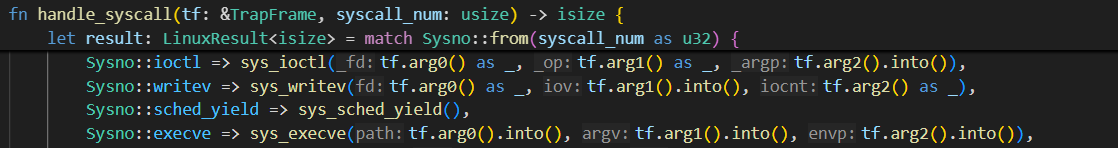 fn handle_syscall(tf: &TrapFrame, syscall_num: usize) -> isize {
let result: LinuxResult<isize> = match Sysno::from(syscall_num as u32) {
Sysno::ioctl => sys_ioctl(_fd: tf.arg0() as _, _op: tf.arg1() as _, _argp: tf.arg2().into()),
Sysno::writev => sys_writev(fd: tf.arg0() as _, iov: tf.arg1().into(), iocnt: tf.arg2() as _),
Sysno::sched_yield => sys_sched_yield(),
Sysno::execve => sys_execve(path: tf.arg0().into(), argv: tf.arg1().into(), envp: tf.arg2().into()),